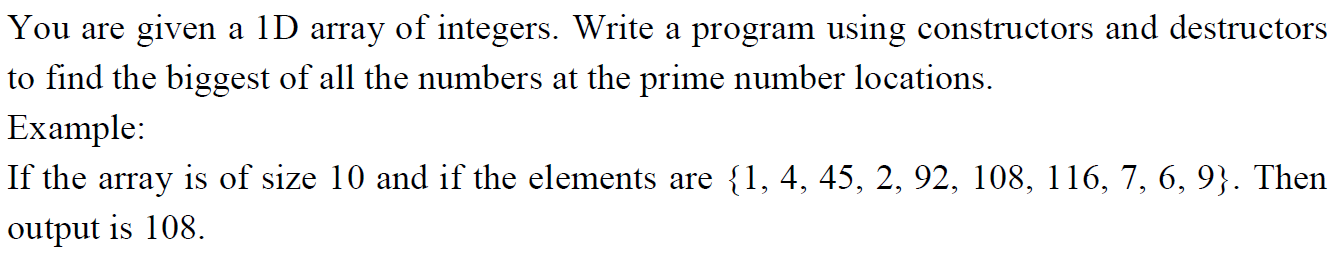 You are given a 1D array of integers. Write a program using constructors and destructors
to find the biggest of all the numbers at the prime number locations.
Example:
If the array is of size 10 and if the elements are {1, 4, 45, 2, 92, 108, 116, 7, 6, 9}. Then
output is 108.